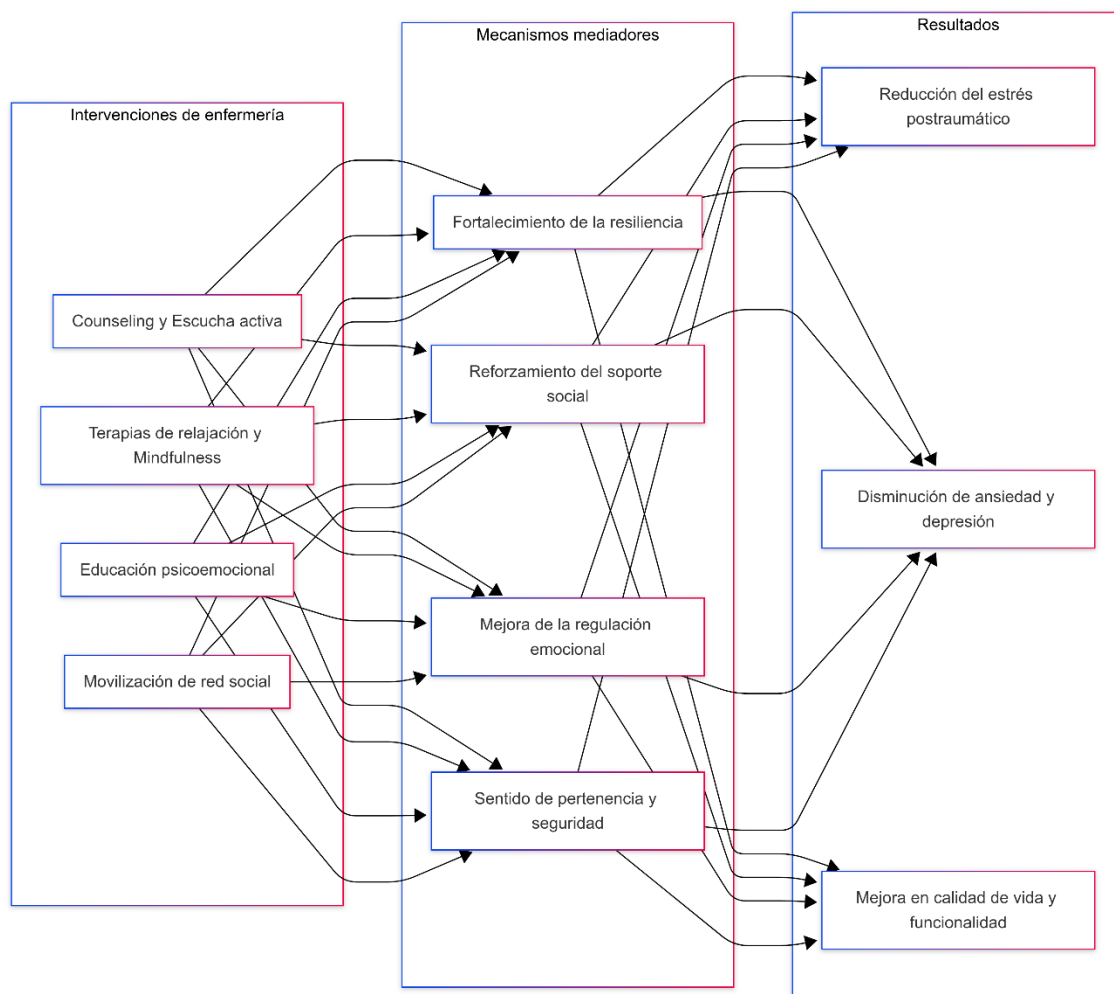 Intervenciones de enfermería
Counseling y Escucha activa
Terapias de relajación y
Mindfulness
Educación psicoemocional
Movilización de red social
Mecanismos mediadores
Fortalecimiento de la resiliencia
Reforzamiento del soporte
social
Mejora de la regulación
emocional
Sentido de pertenencia y
seguridad
Resultados
Reducción del estrés
postraumático
Disminución de ansiedad y
depresión
Mejora en calidad de vida y
funcionalidad